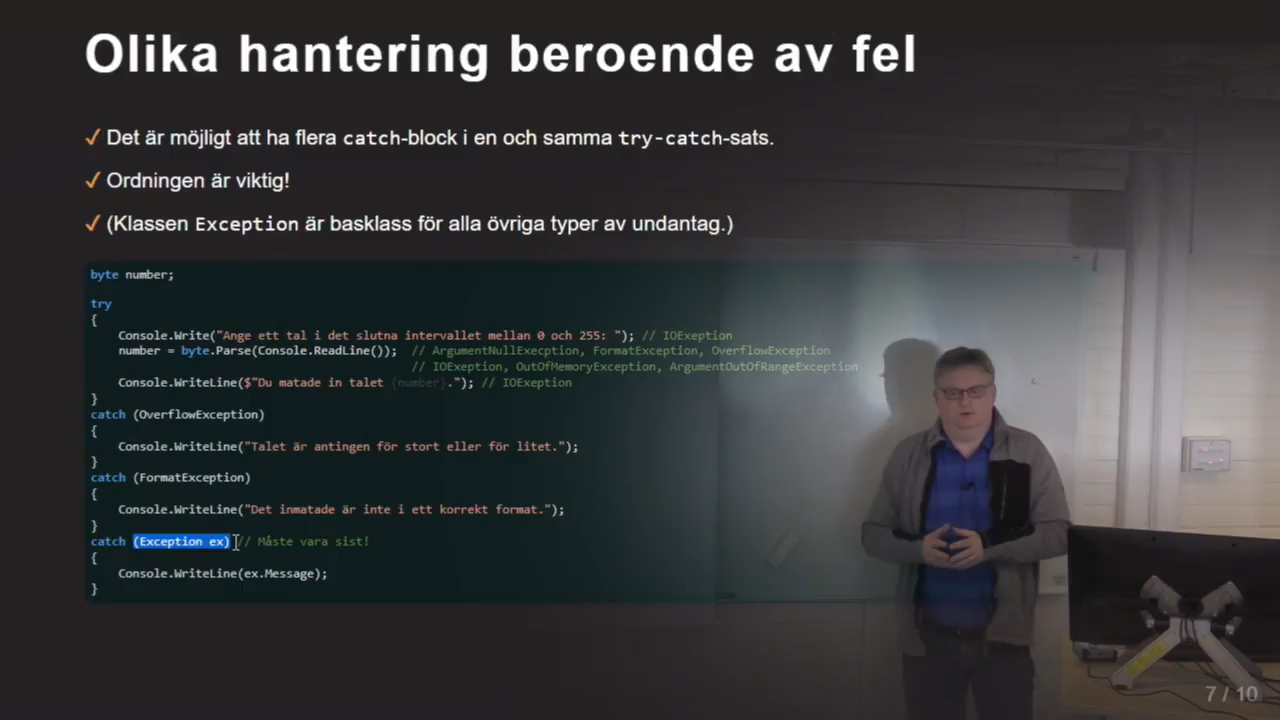 Olika hantering beroende av fel
✓ Det är möjligt att ha flera catch-block i en och samma try-catch-sats.
✓ Ordningen är viktig!
✓ (Klassen Exception är basklass för alla övriga typer av undantag.)
byte number;
try
{
Console.Write("Ange ett tal i det slutna intervallet mellan 0 och 255: "); // IOExeption
number = byte.Parse(Console.ReadLine()); // ArgumentNullExecption, FormatException, OverflowException
// IOExeption, OutOfMemoryException, ArgumentOutOfRangeException
Console.WriteLine($"Du matade in talet {number}."); // IOExeption
}
catch (OverflowException)
{
Console.WriteLine("Talet är antingen för stort eller för litet.");
}
catch (FormatException)
{
Console.WriteLine("Det inmatade är inte i ett korrekt format.");
}
catch (Exception ex) // Måste vara sist!
{
Console.WriteLine(ex.Message);
}
7 / 10